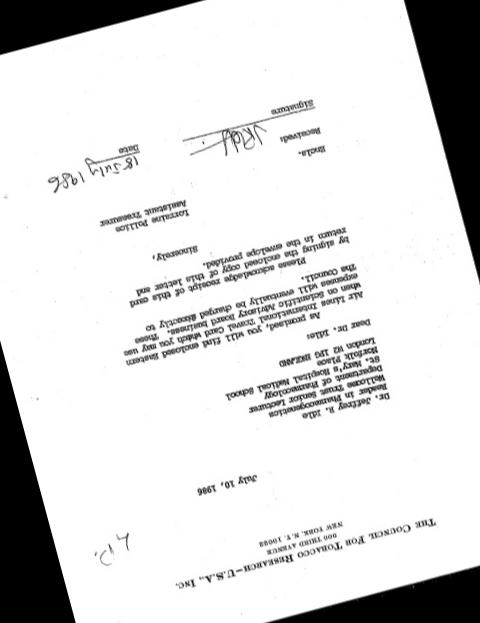 THE COUNCIL FOR TOBACCO RESEARCH—U.S.A., INC.
900 THIRD AVENUE
NEW YORK, N.Y. 10022
July 10, 1986
Dr. Jeffrey R. Idle
Reader in Pharmacogenetics
Wellcome Trust Senior Lecturer
Department of Pharmacology
St. Mary's Hospital Medical School
Norfolk Place
London W2 1PG ENGLAND
Dear Dr. Idle:
As promised, you will find enclosed Eastern
Air Lines International Travel Card which you may use
when on Scientific Advisory Board business. These
expenses will eventually be charged directly to
the Council.
Please acknowledge receipt of this card
by signing the enclosed copy of this letter and
return in the envelope provided.
Sincerely,
Lorraine Pollice
Assistant Treasurer
Encls.
Received:
18 July 1986
Signature Date